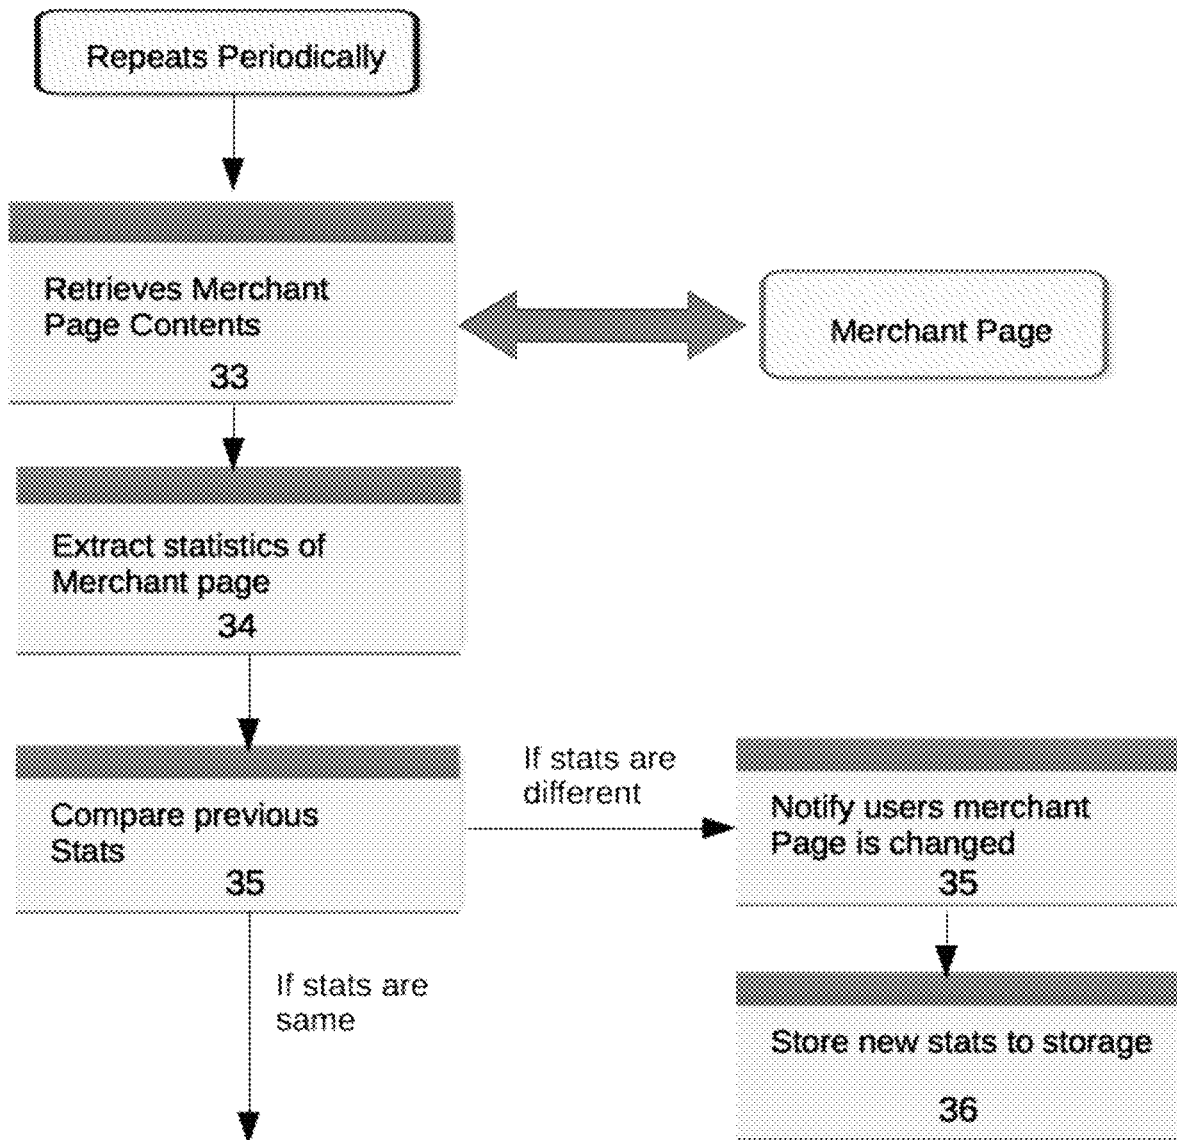 Repeats Periodically
Retrieves Merchant
Page Contents
33
Merchant Page
Extract statistics of
Merchant page
34
Compare previous
Stats
35
If stats are
different
Notify users merchant
Page is changed
35
If stats are
same
Store new stats to storage
36